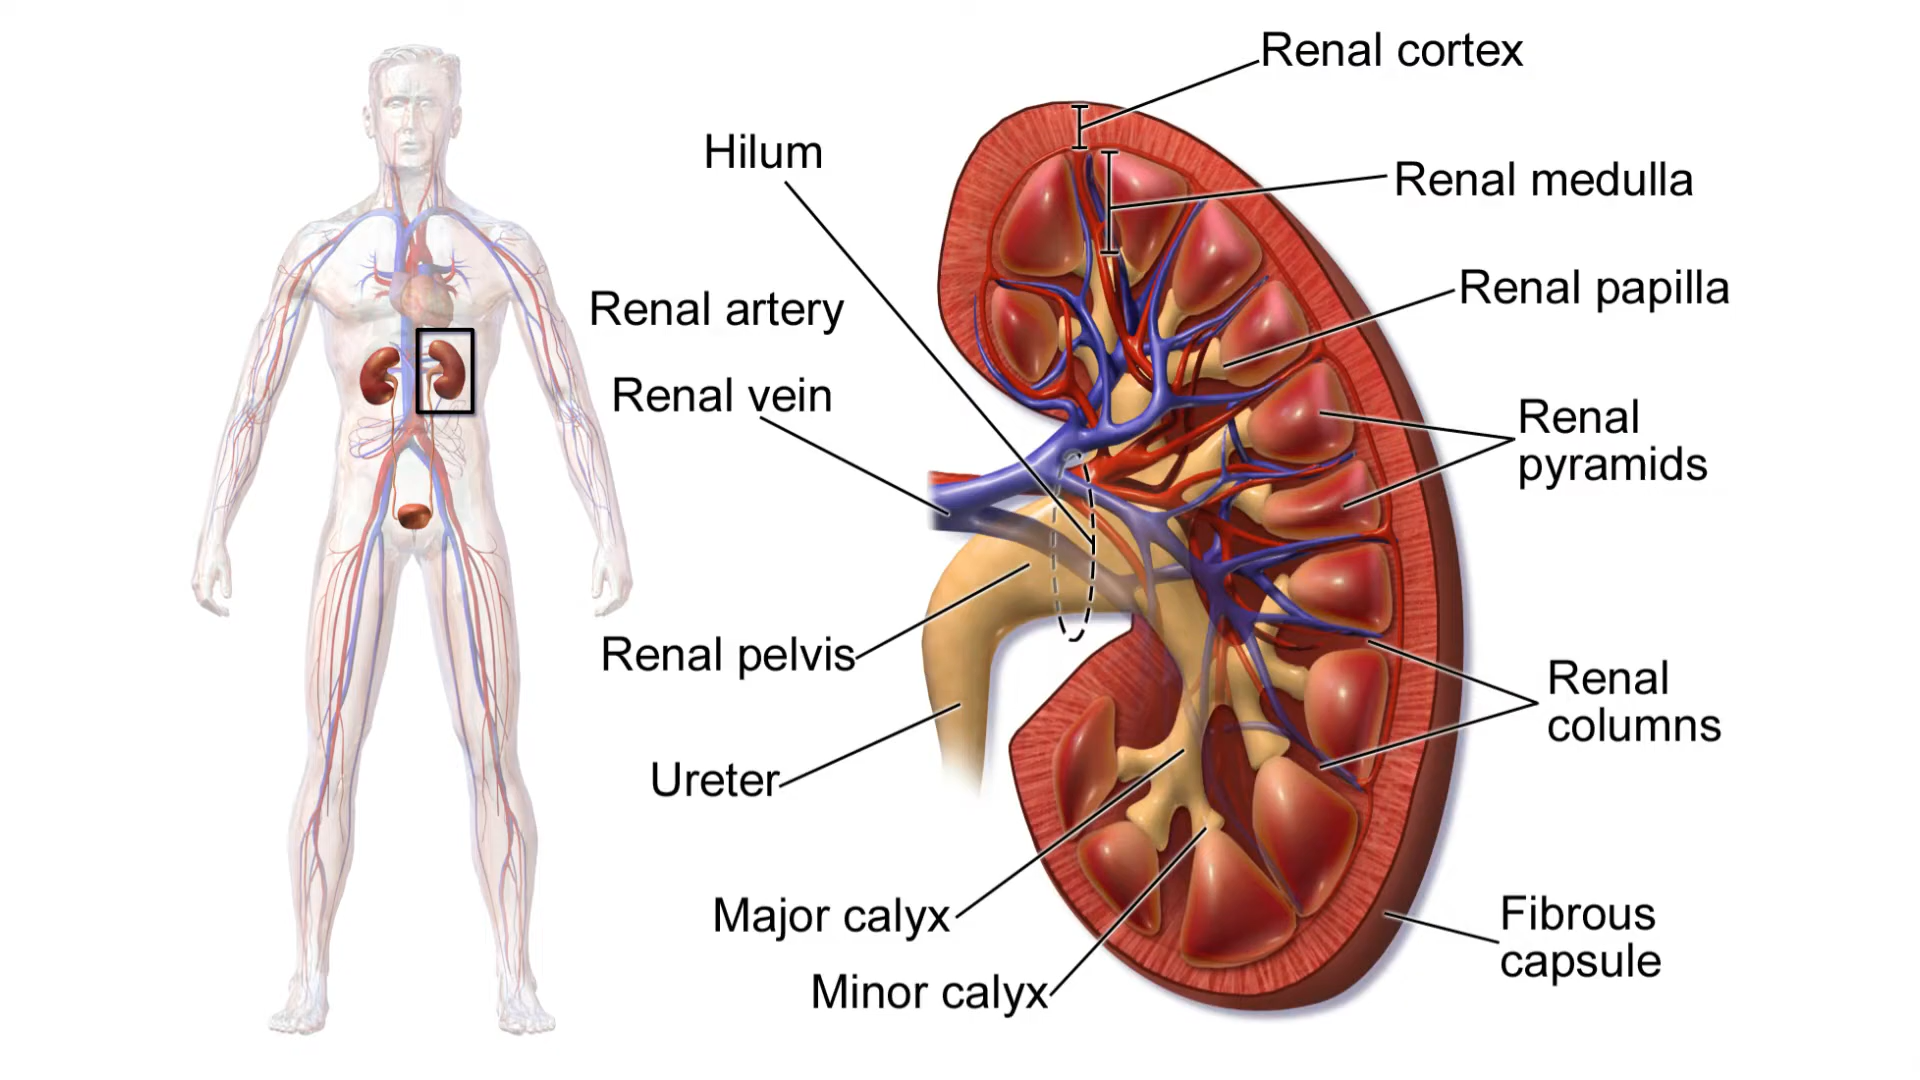 Renal cortex
Hilum
Renal medulla
Renal artery
Renal papilla
Renal vein
Renal
pyramids
Renal pelvis
Renal
columns
Ureter
Major calyx
Fibrous
capsule
Minor calyx